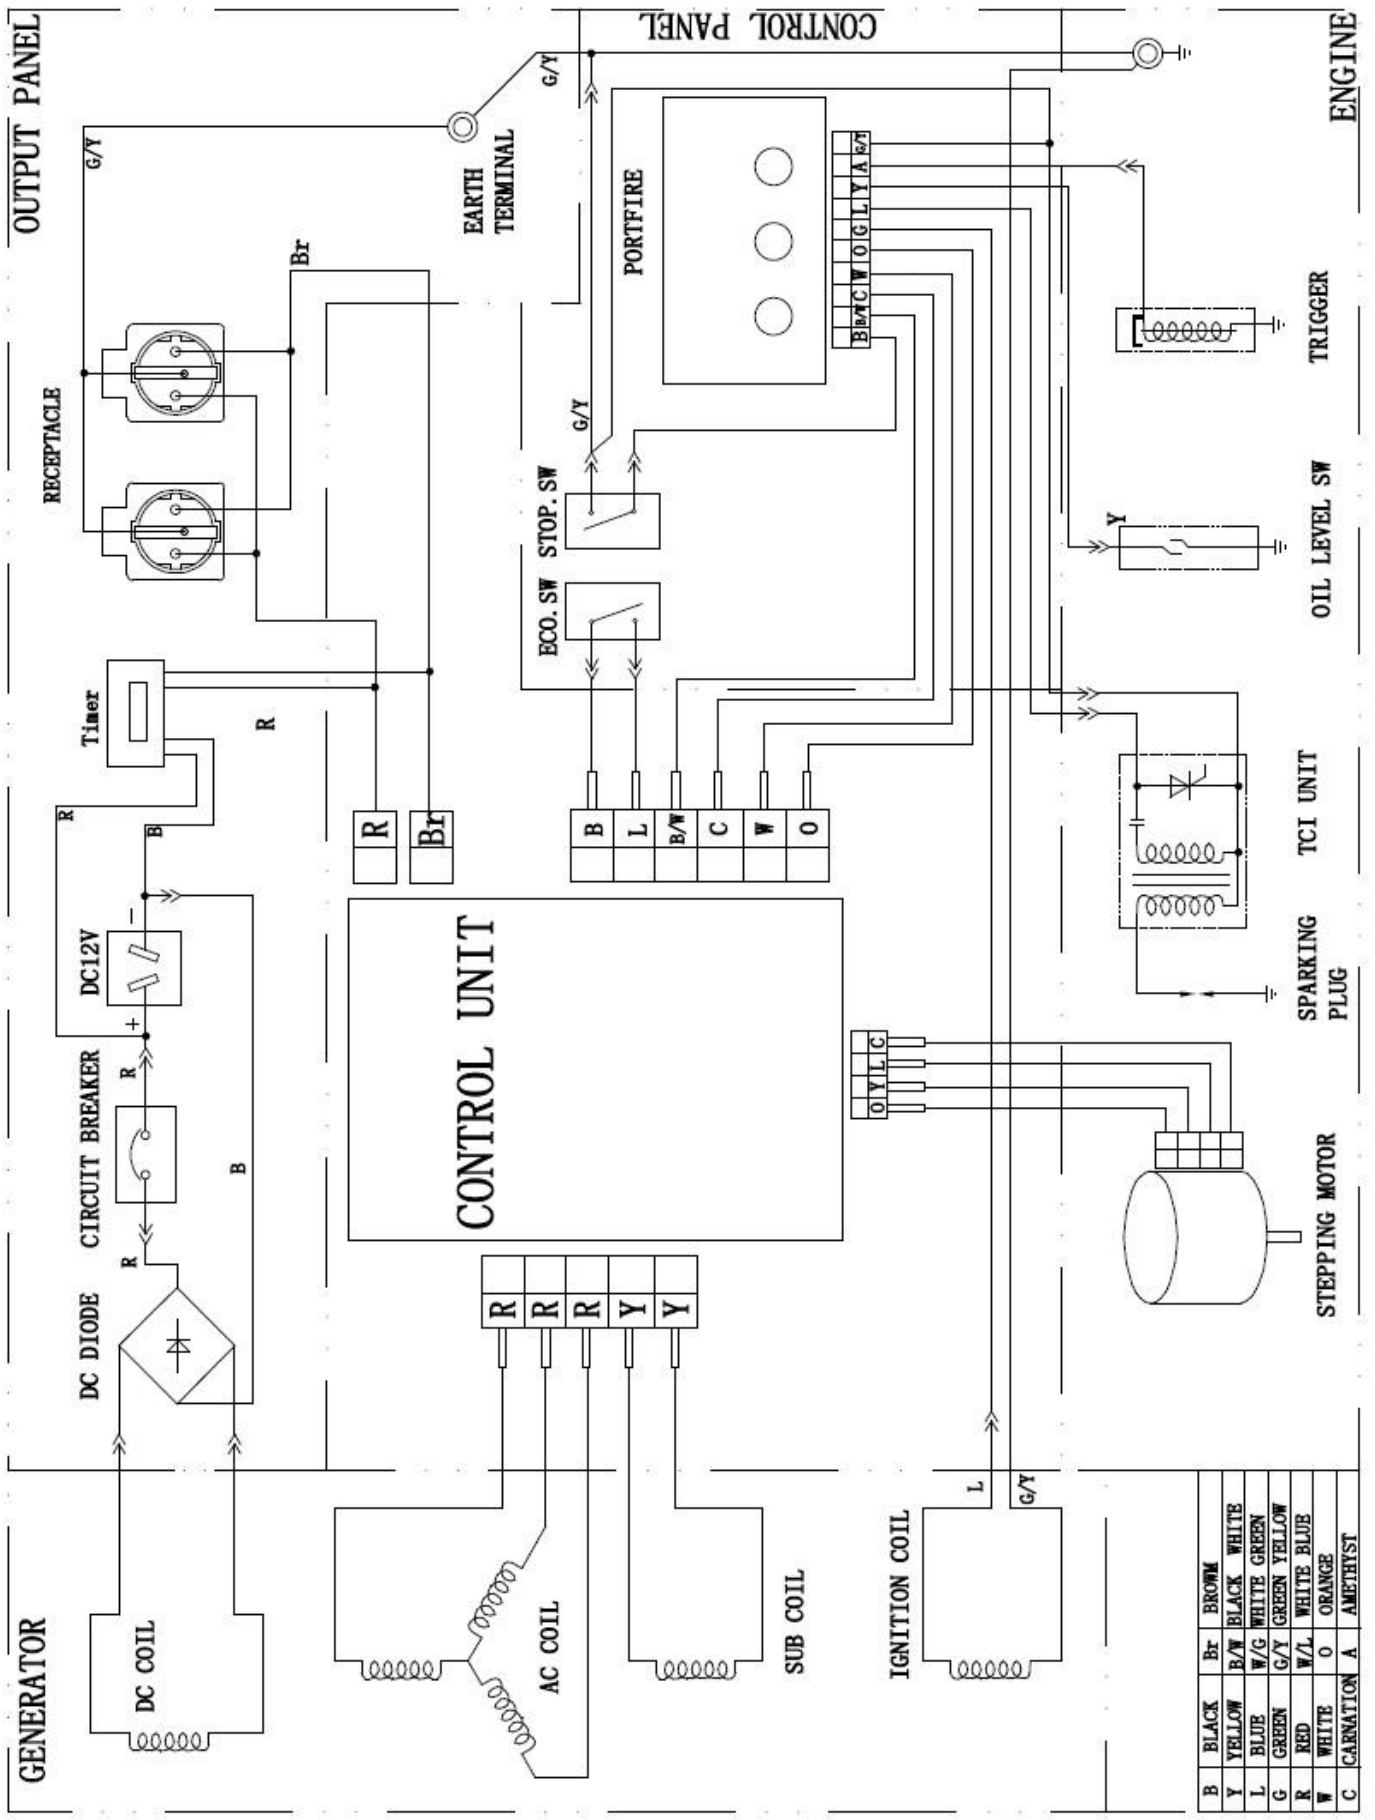 GENERATOR
DC COIL
DC DIODE
CIRCUIT BREAKER
R
R
B
DC12V
+
−
R
B
Timer
R
RECEPTACLE
G/Y
Br
OUTPUT PANEL
EARTH
TERMINAL
G/Y
CONTROL PANEL
AC COIL
SUB COIL
R
R
R
Y
Y
CONTROL UNIT
R
Br
B
L
B/W
C
W
O
ECO.SW
STOP.SW
G/Y
PORTFIRE
B
B/W
C
W
O
G
L
Y
A
G/Y
O
Y
L
C
IGNITION COIL
L
G/Y
STEPPING MOTOR
SPARKING
PLUG
TCI UNIT
OIL LEVEL SW
Y
TRIGGER
ENGINE
B BLACK Br BROWM
Y YELLOW B/W BLACK WHITE
L BLUE W/G WHITE GREEN
G GREEN G/Y GREEN YELLOW
R RED W/L WHITE BLUE
W WHITE O ORANGE
C CARNATION A AMETHYST